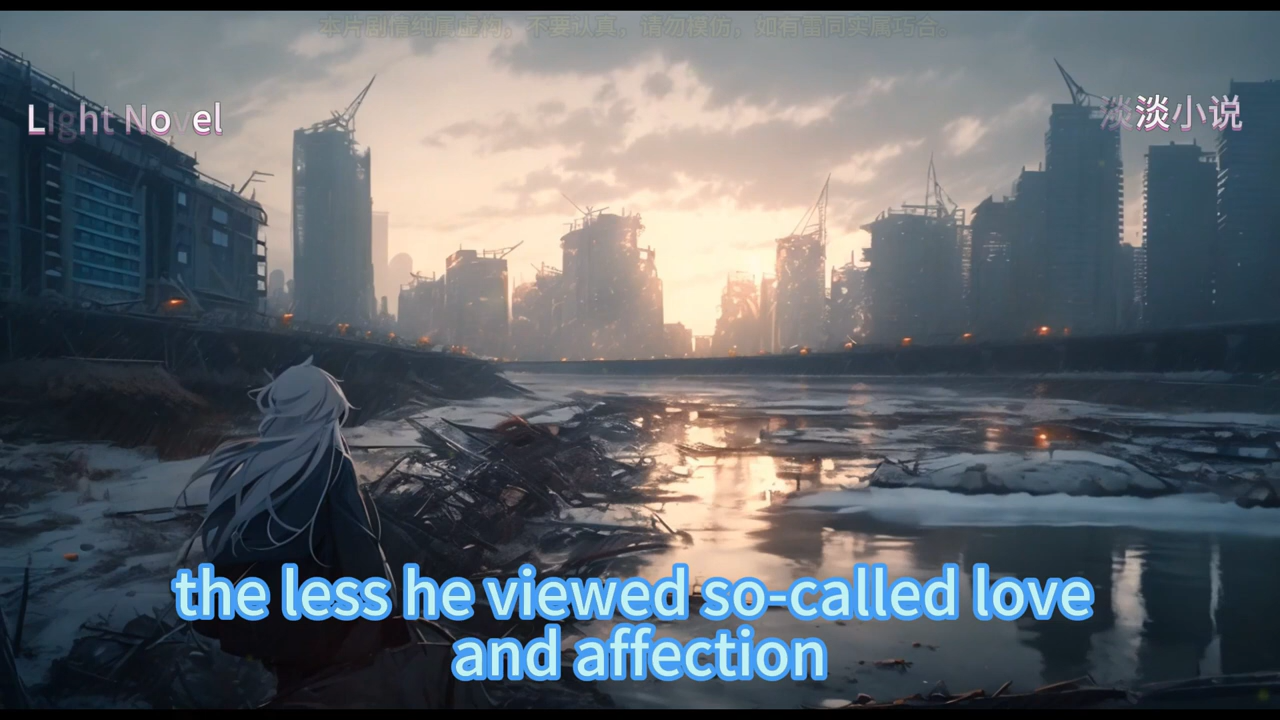 本片剧情纯属虚构，不要认真，请勿模仿，如有雷同实属巧合。
Light Novel
淡淡小说
the less he viewed so-called love
and affection